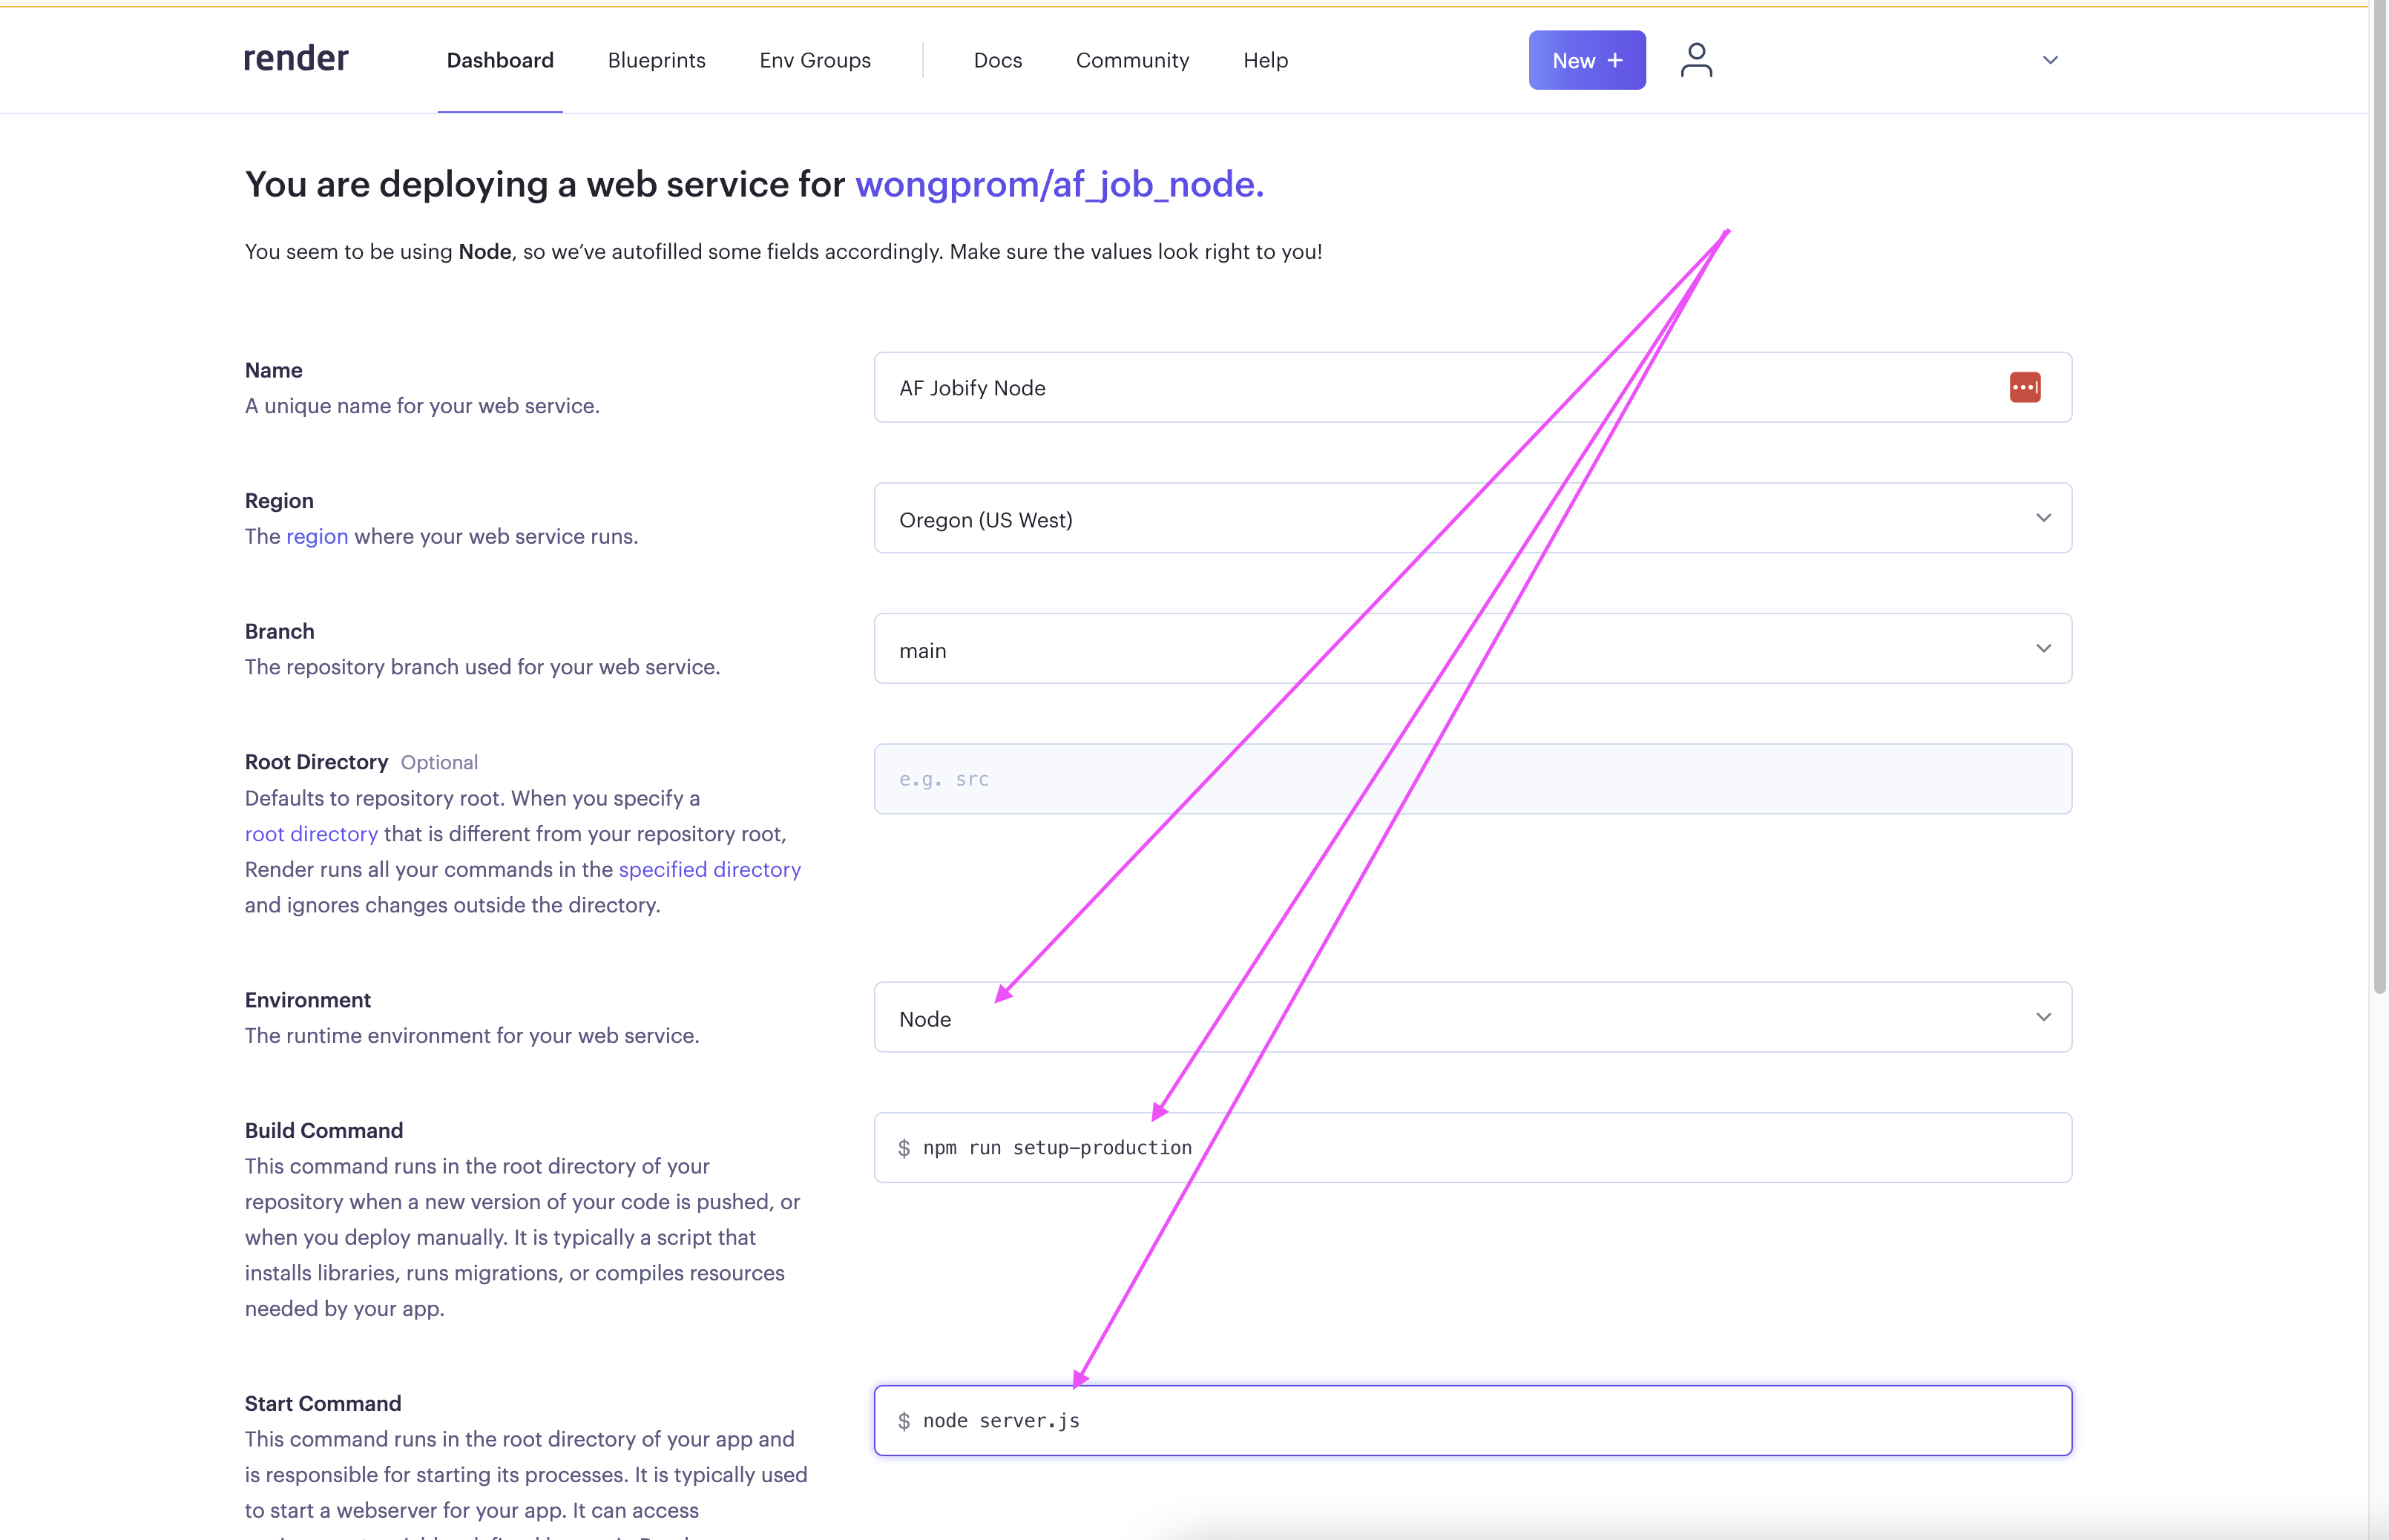 render
Dashboard
Blueprints
Env Groups
Docs
Community
Help
New +
You are deploying a web service for wongprom/af_job_node.
You seem to be using Node, so we’ve autofilled some fields accordingly. Make sure the values look right to you!
Name
A unique name for your web service.
AF Jobify Node
Region
The region where your web service runs.
Oregon (US West)
Branch
The repository branch used for your web service.
main
Root Directory Optional
Defaults to repository root. When you specify a
root directory that is different from your repository root,
Render runs all your commands in the specified directory
and ignores changes outside the directory.
e.g. src
Environment
The runtime environment for your web service.
Node
Build Command
This command runs in the root directory of your
repository when a new version of your code is pushed, or
when you deploy manually. It is typically a script that
installs libraries, runs migrations, or compiles resources
needed by your app.
$ npm run setup-production
Start Command
This command runs in the root directory of your app and
is responsible for starting its processes. It is typically used
to start a webserver for your app. It can access
$ node server.js